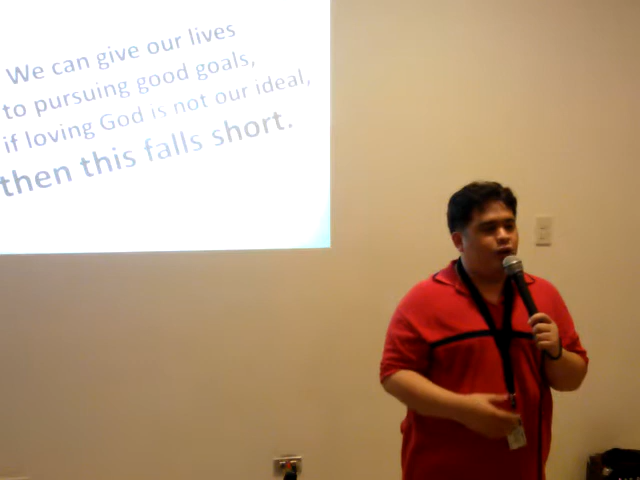 We can give our lives
to pursuing good goals,
if loving God is not our ideal,
then this falls short.